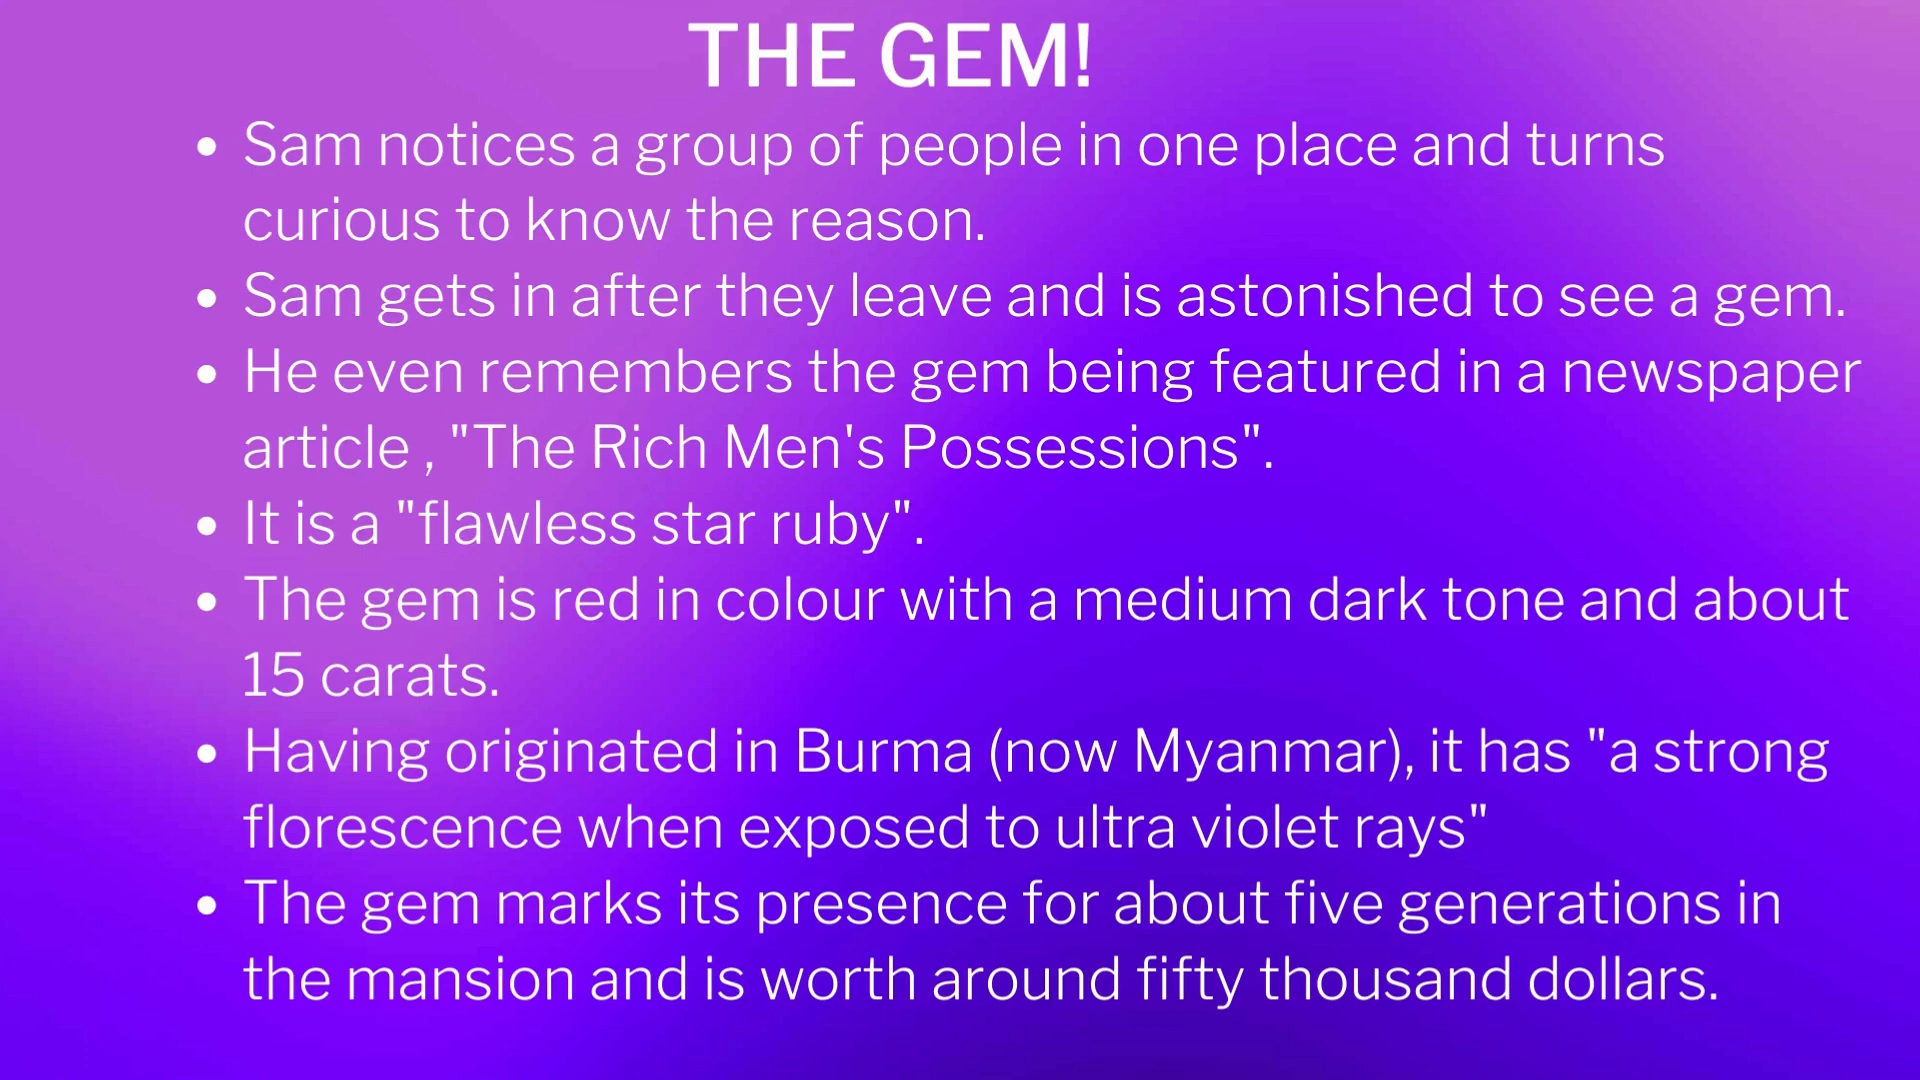 THE GEM!
• Sam notices a group of people in one place and turns
curious to know the reason.
• Sam gets in after they leave and is astonished to see a gem.
• He even remembers the gem being featured in a newspaper
article , "The Rich Men's Possessions".
• It is a "flawless star ruby".
• The gem is red in colour with a medium dark tone and about
15 carats.
• Having originated in Burma (now Myanmar), it has "a strong
florescence when exposed to ultra violet rays"
• The gem marks its presence for about five generations in
the mansion and is worth around fifty thousand dollars.